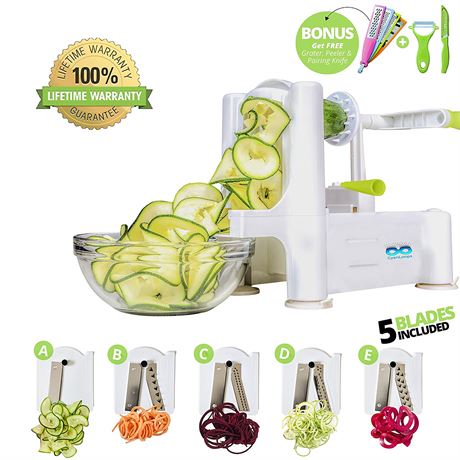 LIFETIME WARRANTY
100%
LIFETIME WARRANTY
GUARANTEE
BONUS
Get FREE
Grater, Peeler &
Pairing Knife
+
5 BLADES
INCLUDED
A
B
C
D
E